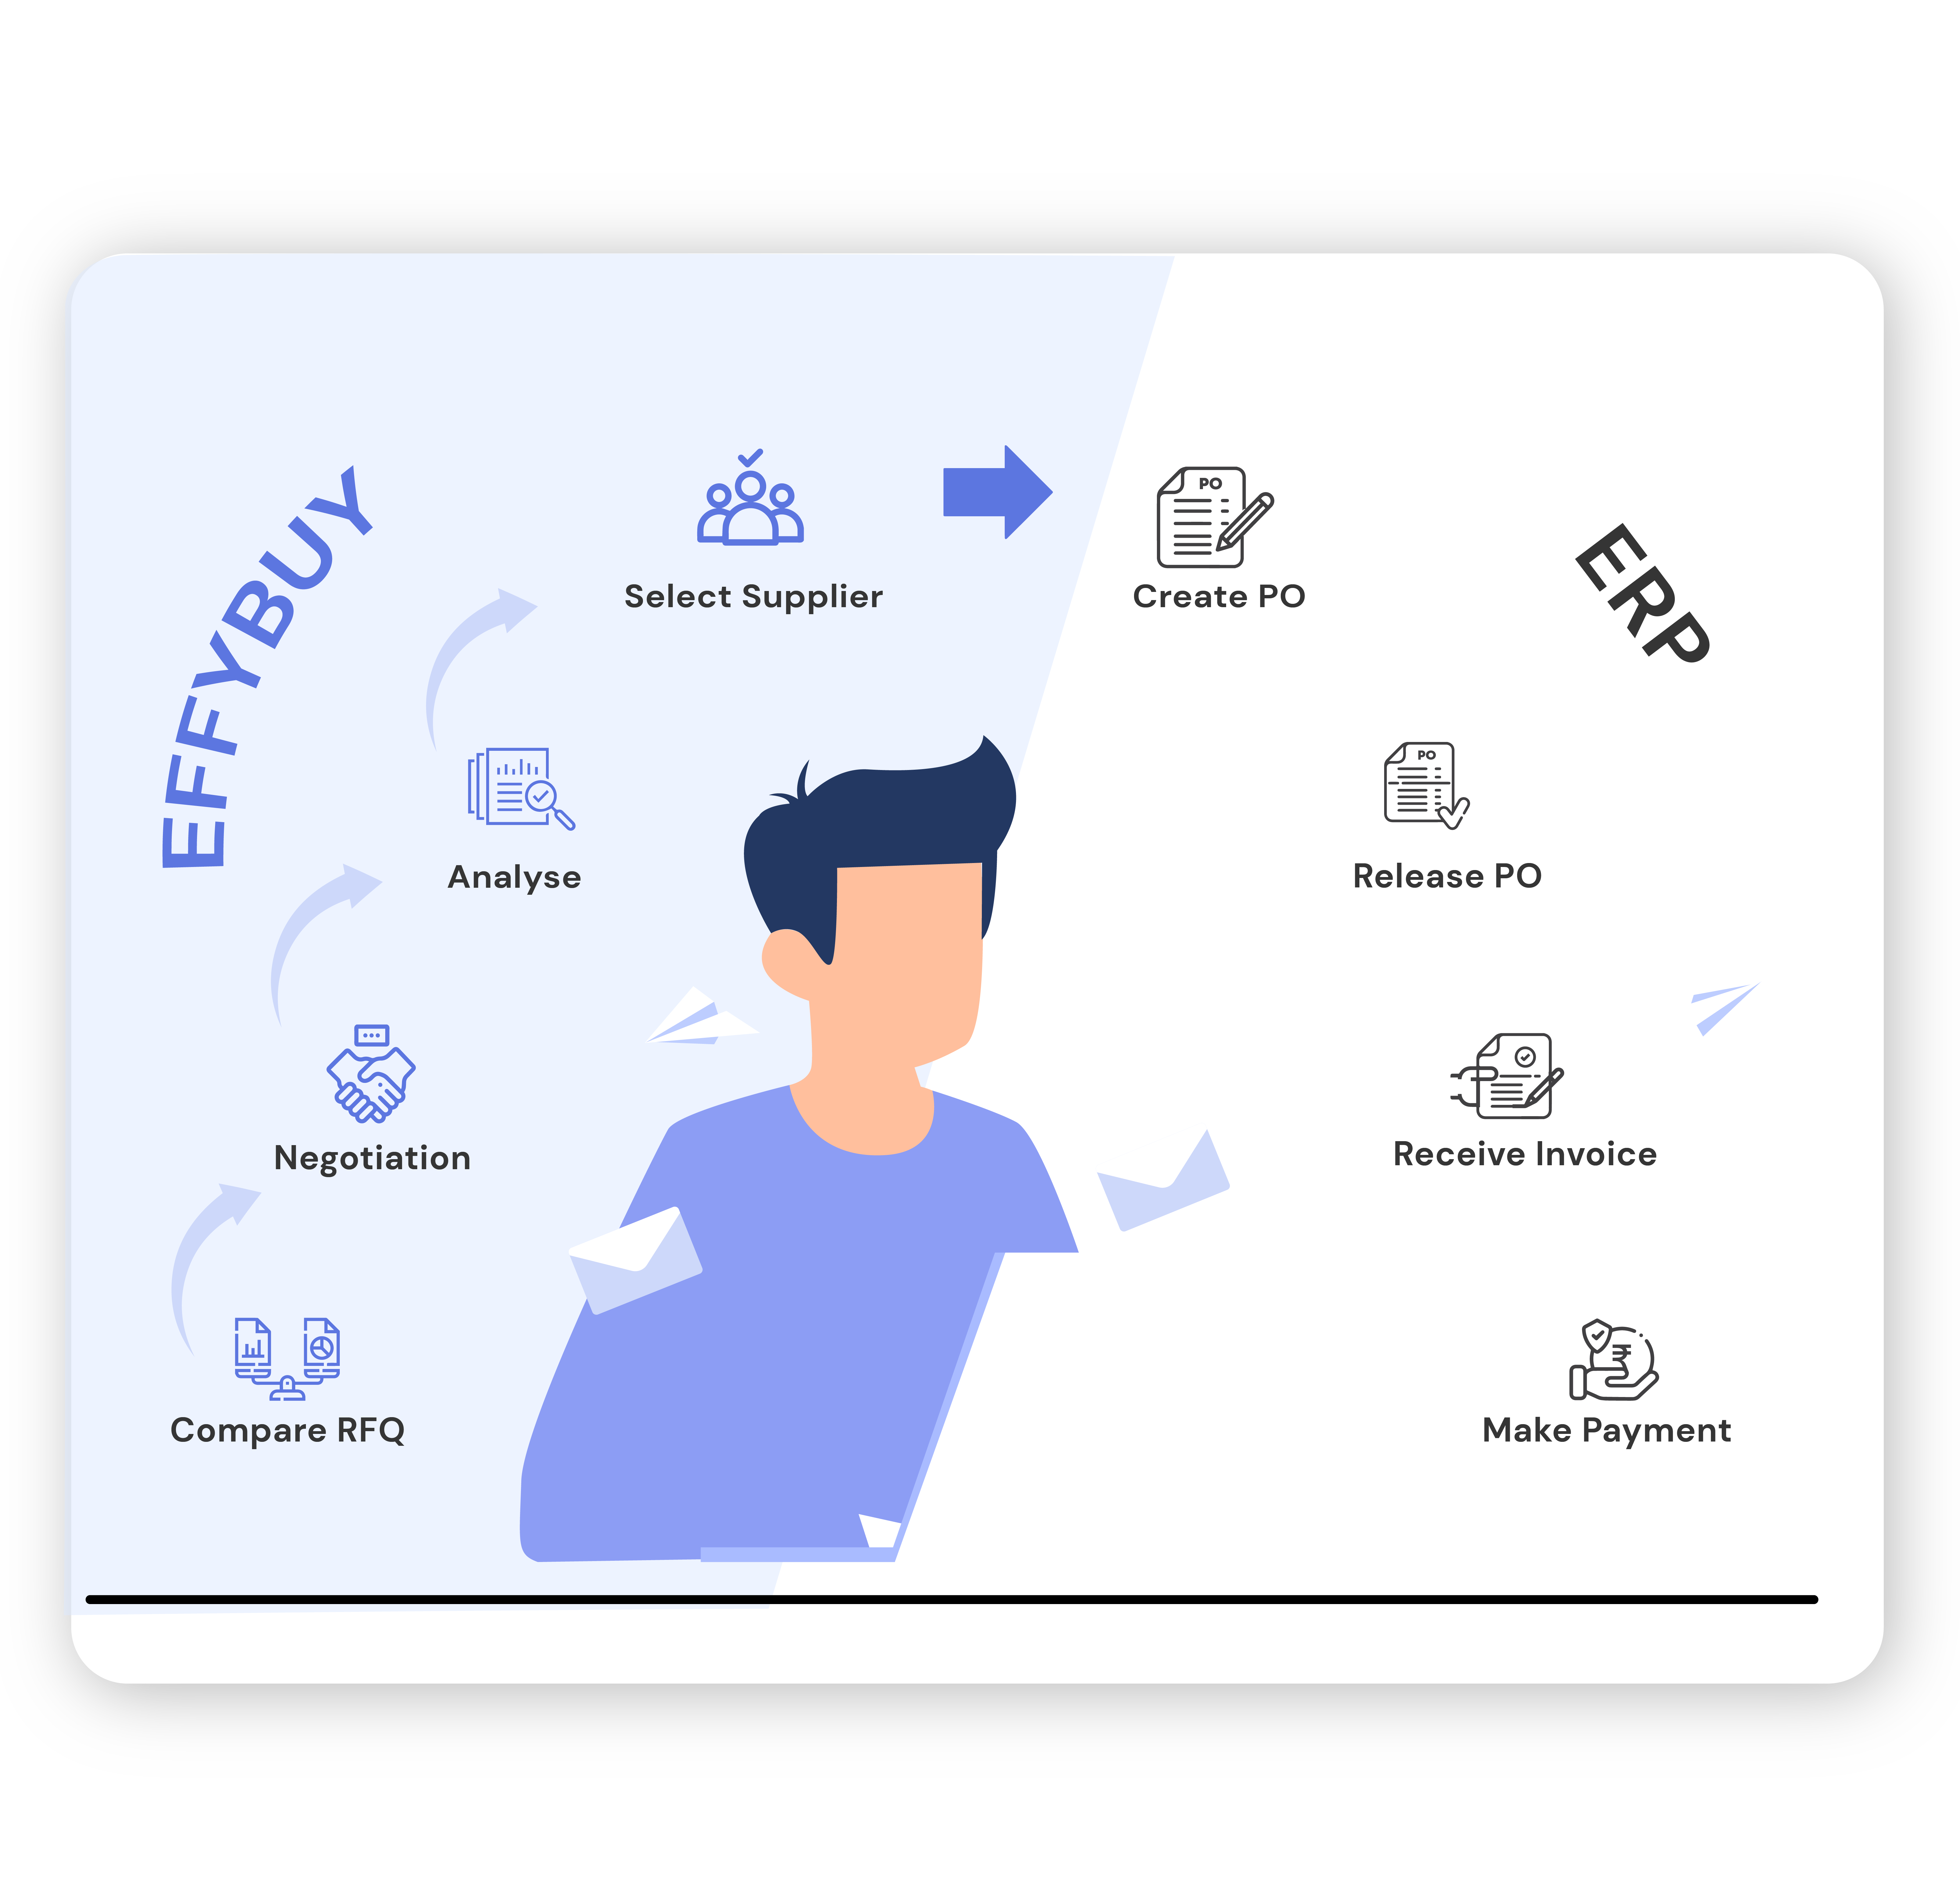 EFFYBUY
Select Supplier
PO
Create PO
ERP
Analyse
PO
Release PO
Negotiation
Receive Invoice
₹
Compare RFQ
Make Payment